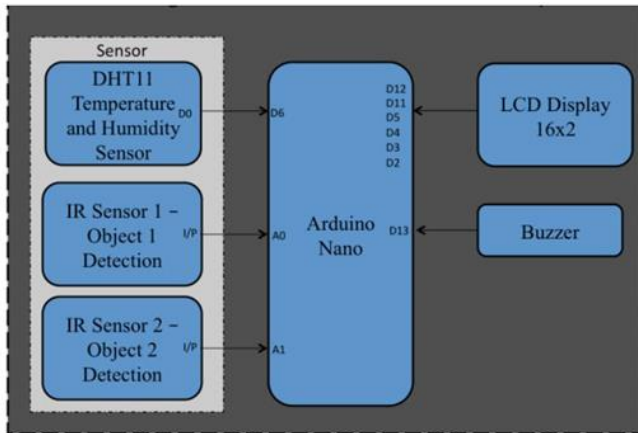 Sensor
DHT11
Temperature
and Humidity
Sensor
D0
IR Sensor 1 –
Object 1
Detection
I/P
IR Sensor 2 –
Object 2
Detection
I/P
D6
A0
A1
Arduino
Nano
D12
D11
D5
D4
D3
D2
D13
LCD Display
16x2
Buzzer